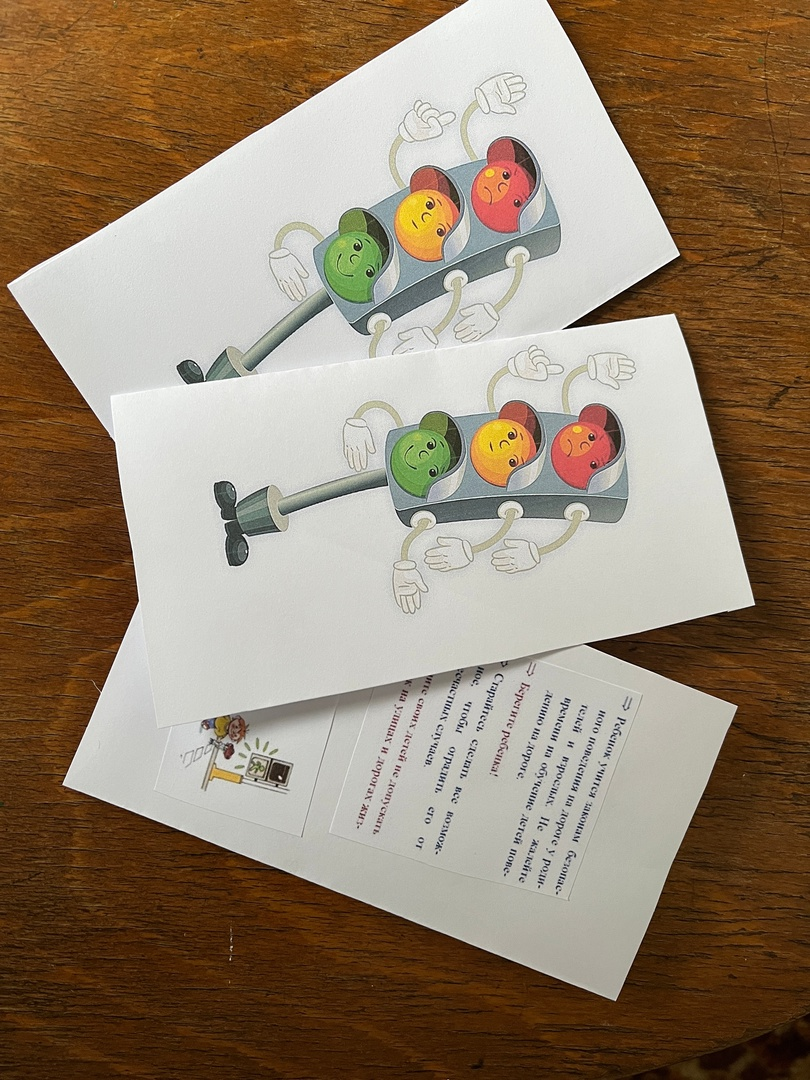 ⇨ Ребенок учится законам безопас-
ного поведения на дороге у роди-
телей и взрослых. Не жалейте
времени на обучение детей пове-
дению на дороге.
⇨ Берегите ребенка!
Старайтесь сделать все возмож-
ное, чтобы оградить его от
несчастных случаев.
своих детей не допускать
на улицах и дорогах жиз-